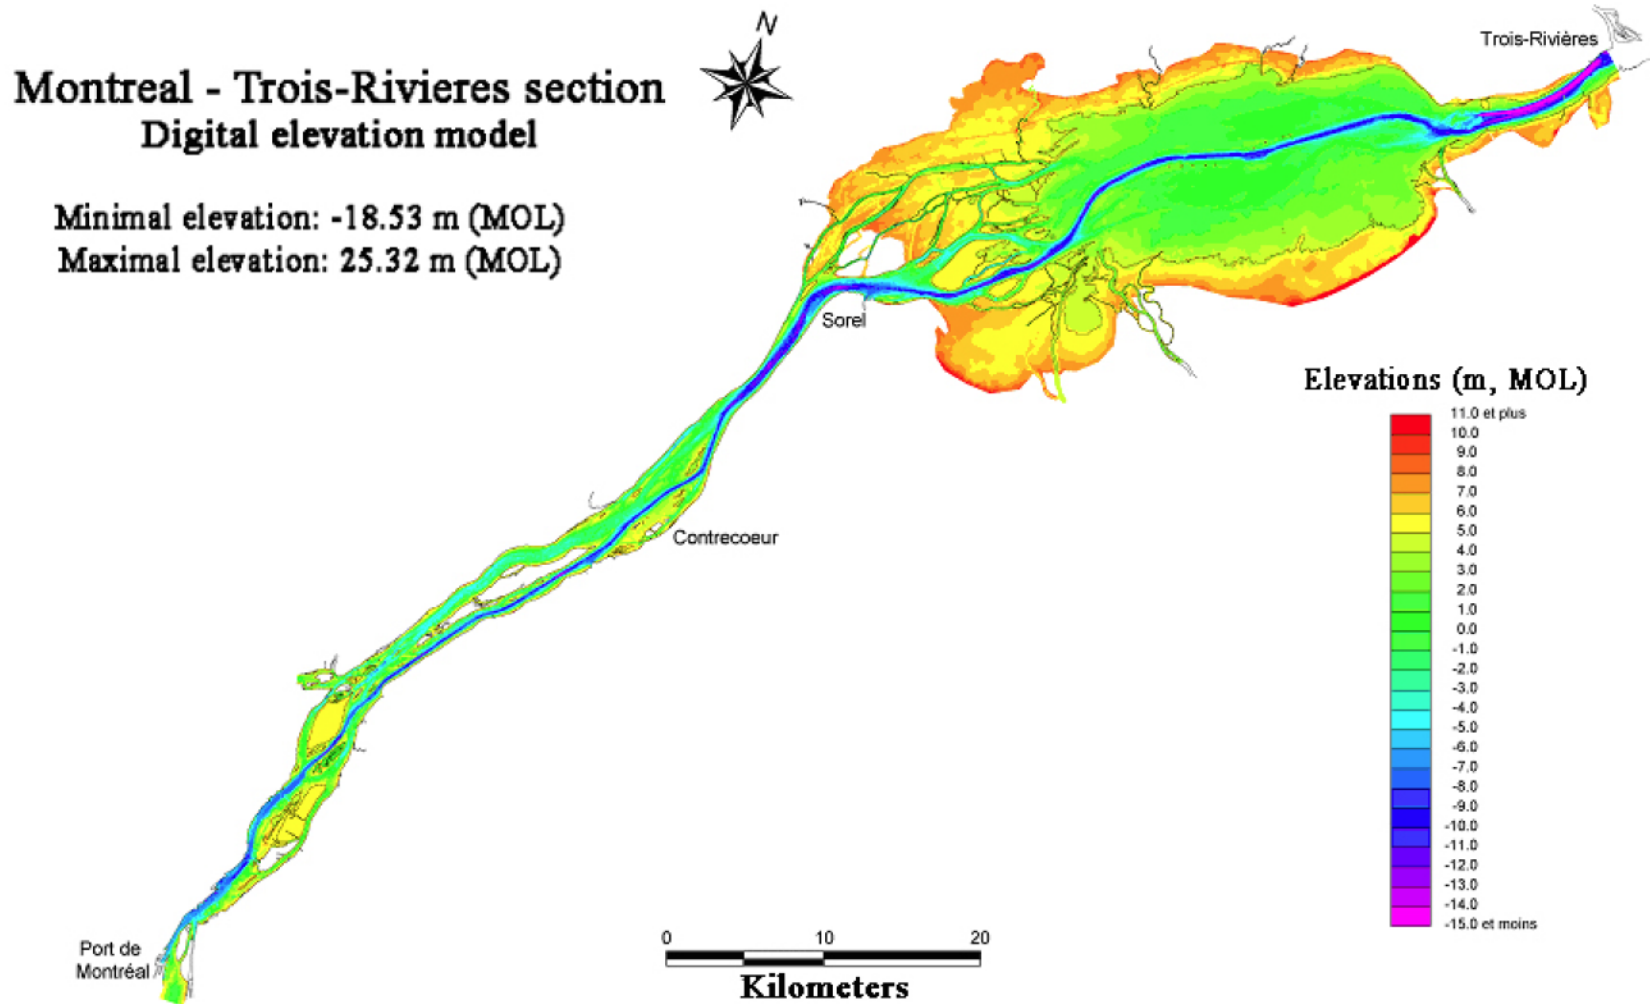 Montreal - Trois-Rivieres section
Digital elevation model
Minimal elevation: -18.53 m (MOL)
Maximal elevation: 25.32 m (MOL)
N
Trois-Rivières
Sorel
Contrecoeur
Port de
Montréal
Elevations (m, MOL)
11.0 et plus
10.0
9.0
8.0
7.0
6.0
5.0
4.0
3.0
2.0
1.0
0.0
-1.0
-2.0
-3.0
-4.0
-5.0
-6.0
-7.0
-8.0
-9.0
-10.0
-11.0
-12.0
-13.0
-14.0
-15.0 et moins
0 10 20
Kilometers